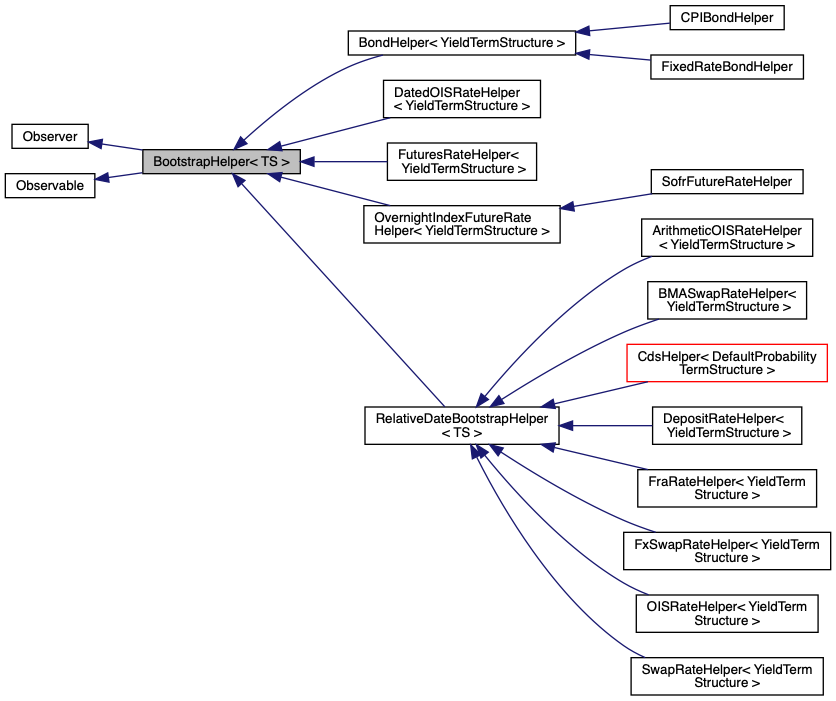 CPIBondHelper
BondHelper< YieldTermStructure >
FixedRateBondHelper
DatedOISRateHelper
< YieldTermStructure >
Observer
FuturesRateHelper<
YieldTermStructure >
BootstrapHelper< TS >
Observable
SofrFutureRateHelper
OvernightIndexFutureRate
Helper< YieldTermStructure >
ArithmeticOISRateHelper
< YieldTermStructure >
BMASwapRateHelper<
YieldTermStructure >
CdsHelper< DefaultProbability
TermStructure >
RelativeDateBootstrapHelper
< TS >
DepositRateHelper<
YieldTermStructure >
FraRateHelper< YieldTerm
Structure >
FxSwapRateHelper< YieldTerm
Structure >
OISRateHelper< YieldTerm
Structure >
SwapRateHelper< YieldTerm
Structure >